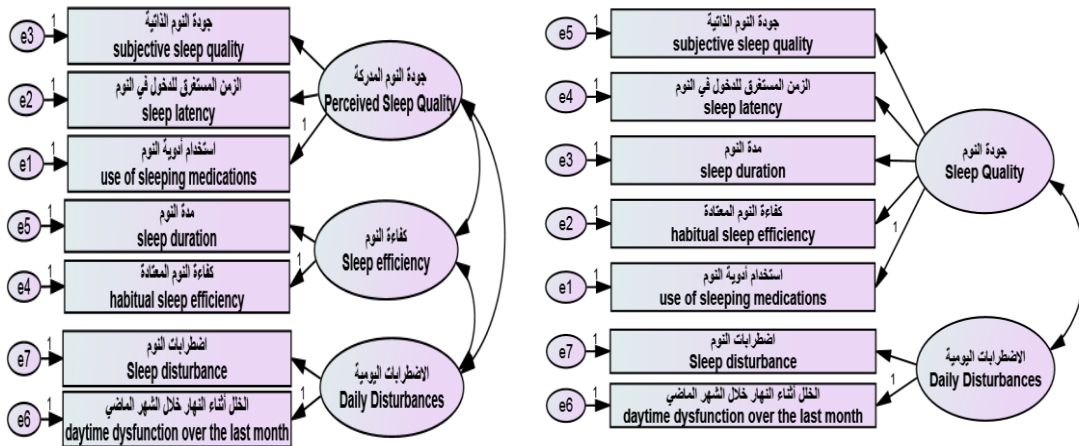 e3
1
جودة النوم الذاتية
subjective sleep quality
e2
1
الزمن المستغرق للدخول في النوم
sleep latency
e1
1
استخدام أدوية النوم
use of sleeping medications
1
جودة النوم المدركة
Perceived Sleep Quality
e5
1
مدة النوم
sleep duration
e4
1
كفاءة النوم المعتادة
habitual sleep efficiency
1
كفاءة النوم
Sleep efficiency
e7
1
اضطرابات النوم
Sleep disturbance
e6
1
الخلل أثناء النهار خلال الشهر الماضي
daytime dysfunction over the last month
1
الاضطرابات اليومية
Daily Disturbances
e5
1
جودة النوم الذاتية
subjective sleep quality
e4
1
الزمن المستغرق للدخول في النوم
sleep latency
e3
1
مدة النوم
sleep duration
e2
1
كفاءة النوم المعتادة
habitual sleep efficiency
e1
1
استخدام أدوية النوم
use of sleeping medications
1
جودة النوم
Sleep Quality
e7
1
اضطرابات النوم
Sleep disturbance
e6
1
الخلل أثناء النهار خلال الشهر الماضي
daytime dysfunction over the last month
1
الاضطرابات اليومية
Daily Disturbances